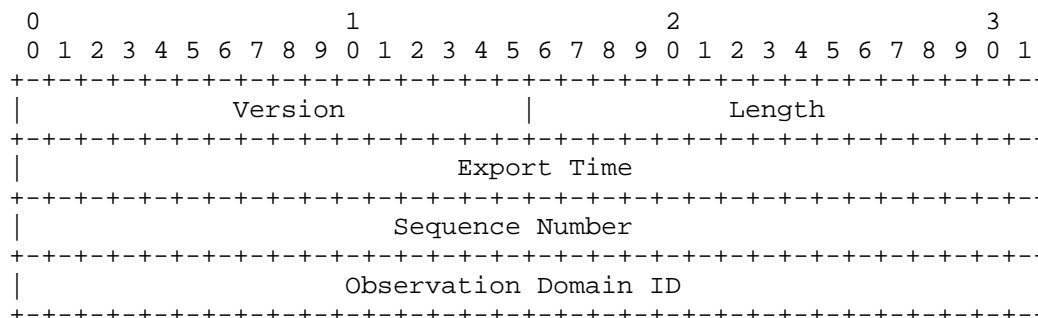 0                   1                   2                   3
0 1 2 3 4 5 6 7 8 9 0 1 2 3 4 5 6 7 8 9 0 1 2 3 4 5 6 7 8 9 0 1
+-+-+-+-+-+-+-+-+-+-+-+-+-+-+-+-+-+-+-+-+-+-+-+-+-+-+-+-+-+-+-+-
|             Version           |            Length
+-+-+-+-+-+-+-+-+-+-+-+-+-+-+-+-+-+-+-+-+-+-+-+-+-+-+-+-+-+-+-+-
|                           Export Time
+-+-+-+-+-+-+-+-+-+-+-+-+-+-+-+-+-+-+-+-+-+-+-+-+-+-+-+-+-+-+-+-
|                       Sequence Number
+-+-+-+-+-+-+-+-+-+-+-+-+-+-+-+-+-+-+-+-+-+-+-+-+-+-+-+-+-+-+-+-
|                    Observation Domain ID
+-+-+-+-+-+-+-+-+-+-+-+-+-+-+-+-+-+-+-+-+-+-+-+-+-+-+-+-+-+-+-+-